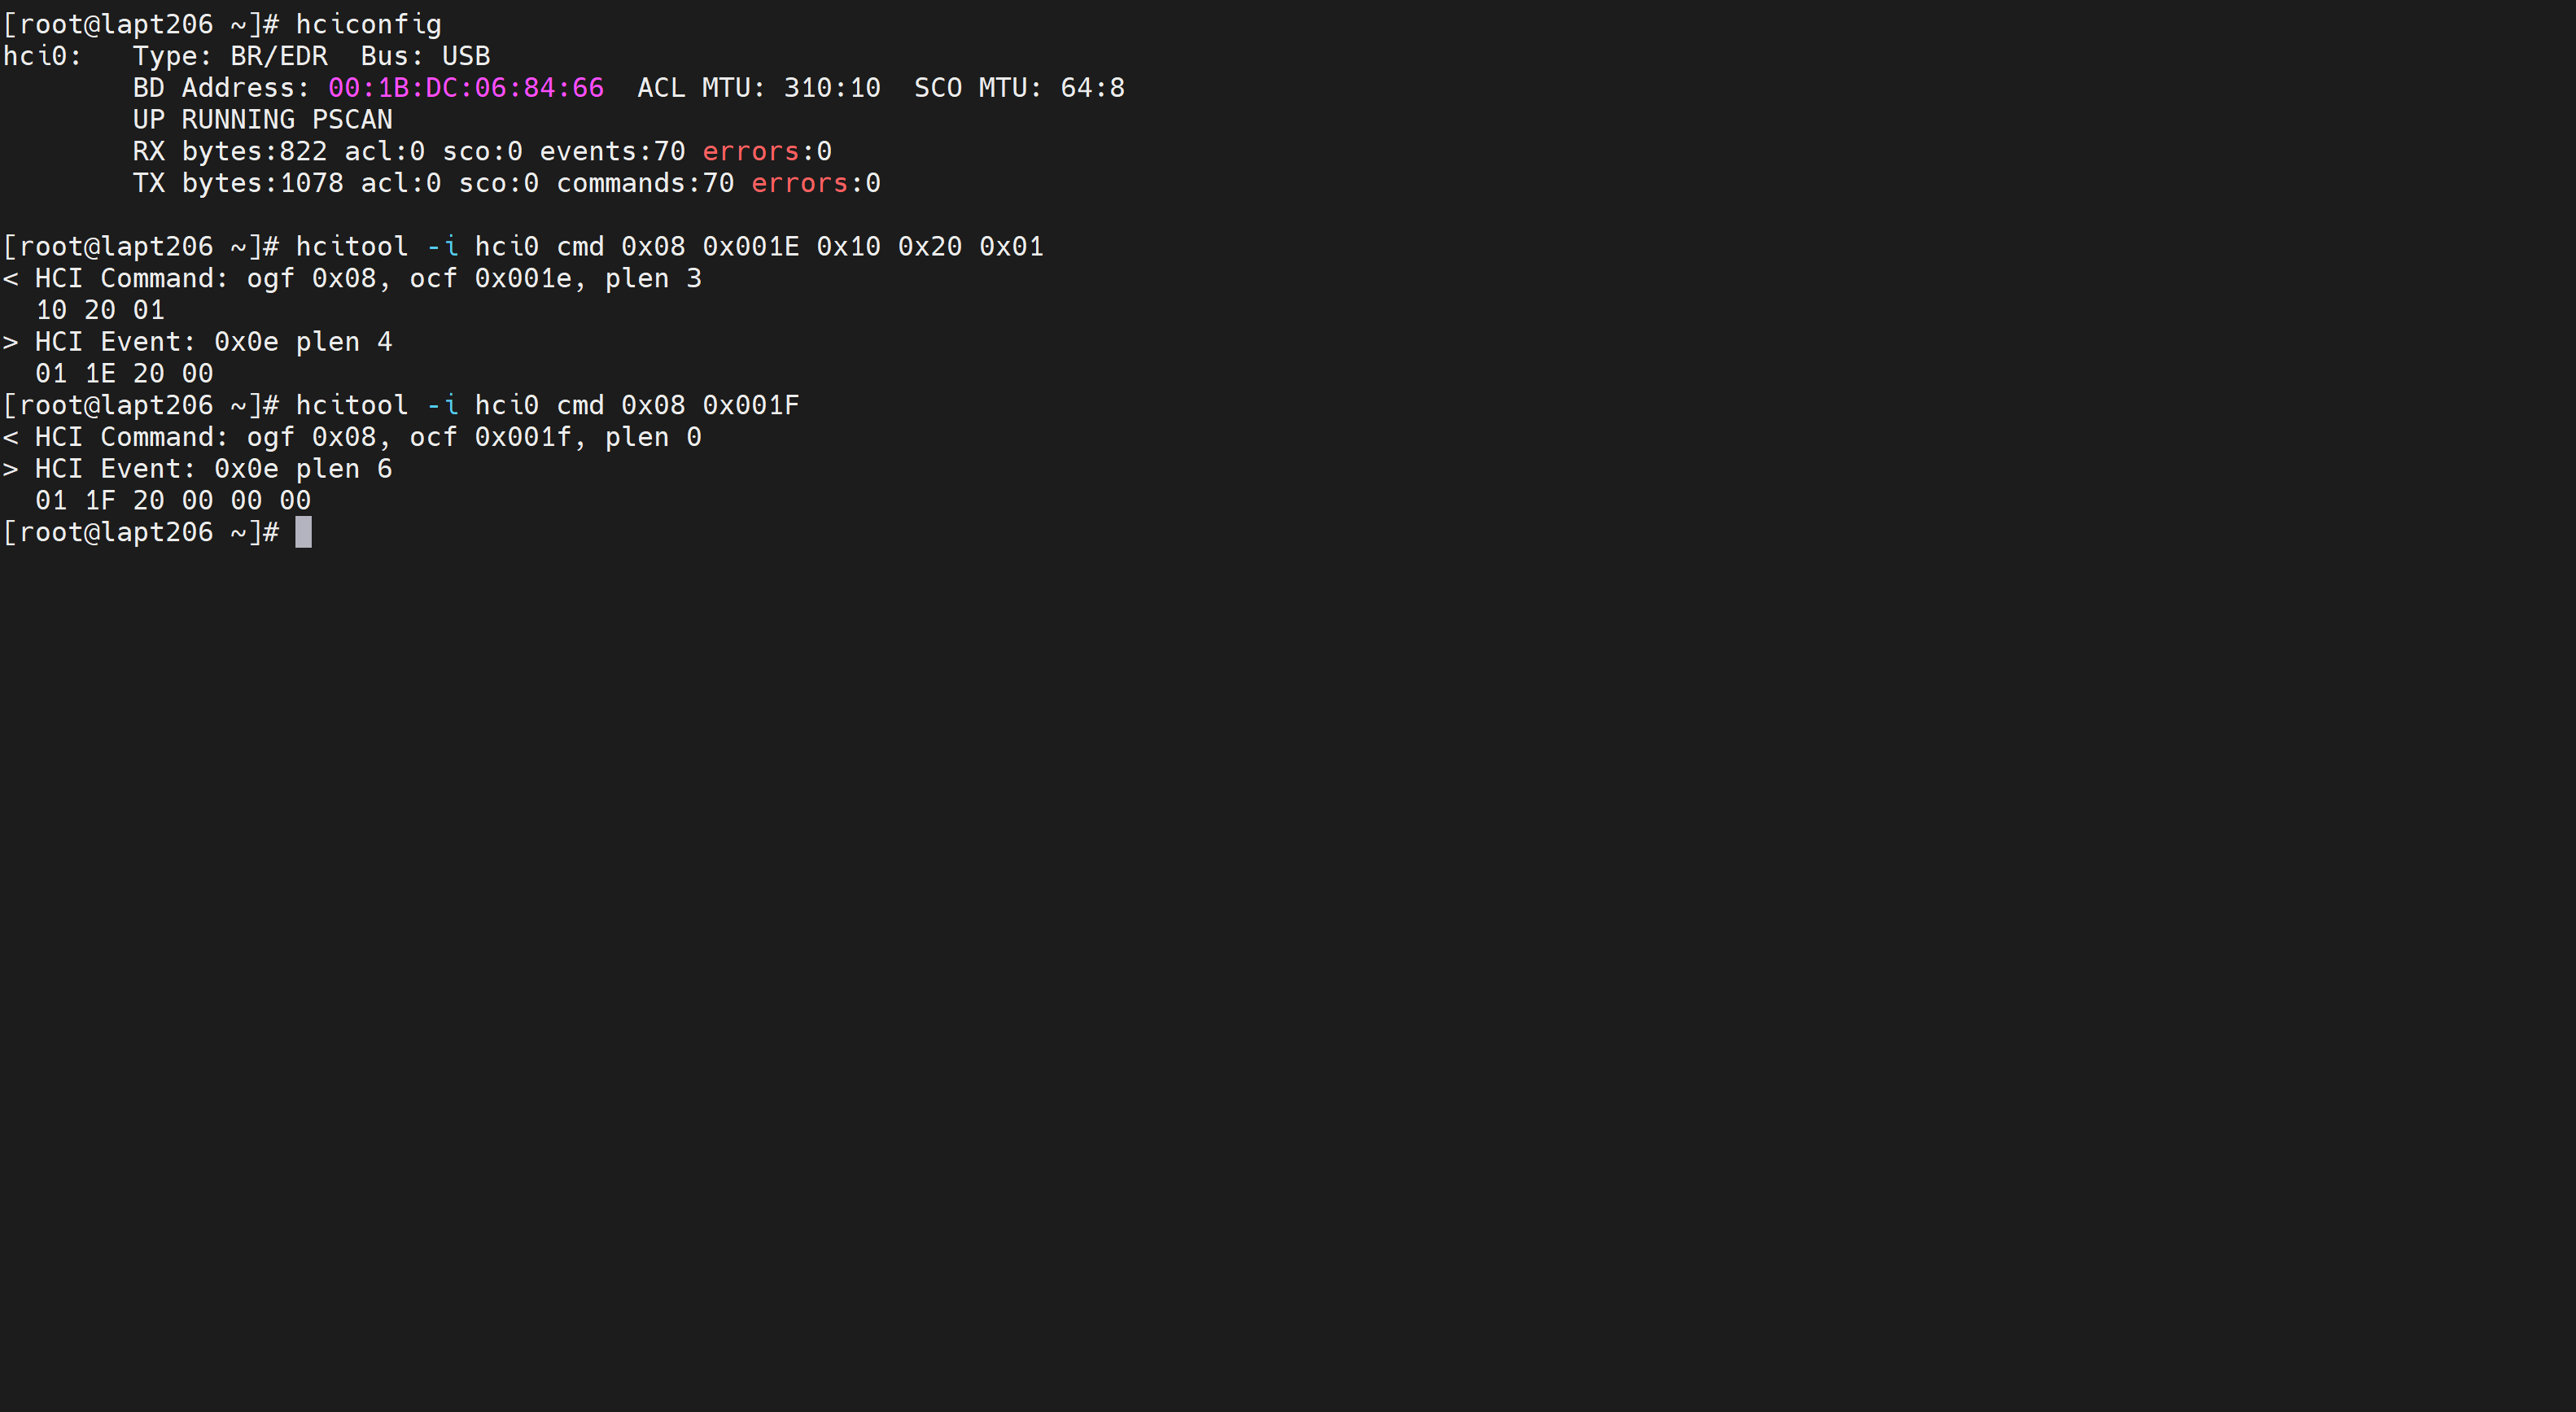 [root@lapt206 ~]# hciconfig
hci0:   Type: BR/EDR  Bus: USB
        BD Address: 00:1B:DC:06:84:66  ACL MTU: 310:10  SCO MTU: 64:8
        UP RUNNING PSCAN
        RX bytes:822 acl:0 sco:0 events:70 errors:0
        TX bytes:1078 acl:0 sco:0 commands:70 errors:0

[root@lapt206 ~]# hcitool -i hci0 cmd 0x08 0x001E 0x10 0x20 0x01
< HCI Command: ogf 0x08, ocf 0x001e, plen 3
  10 20 01
> HCI Event: 0x0e plen 4
  01 1E 20 00
[root@lapt206 ~]# hcitool -i hci0 cmd 0x08 0x001F
< HCI Command: ogf 0x08, ocf 0x001f, plen 0
> HCI Event: 0x0e plen 6
  01 1F 20 00 00 00
[root@lapt206 ~]#